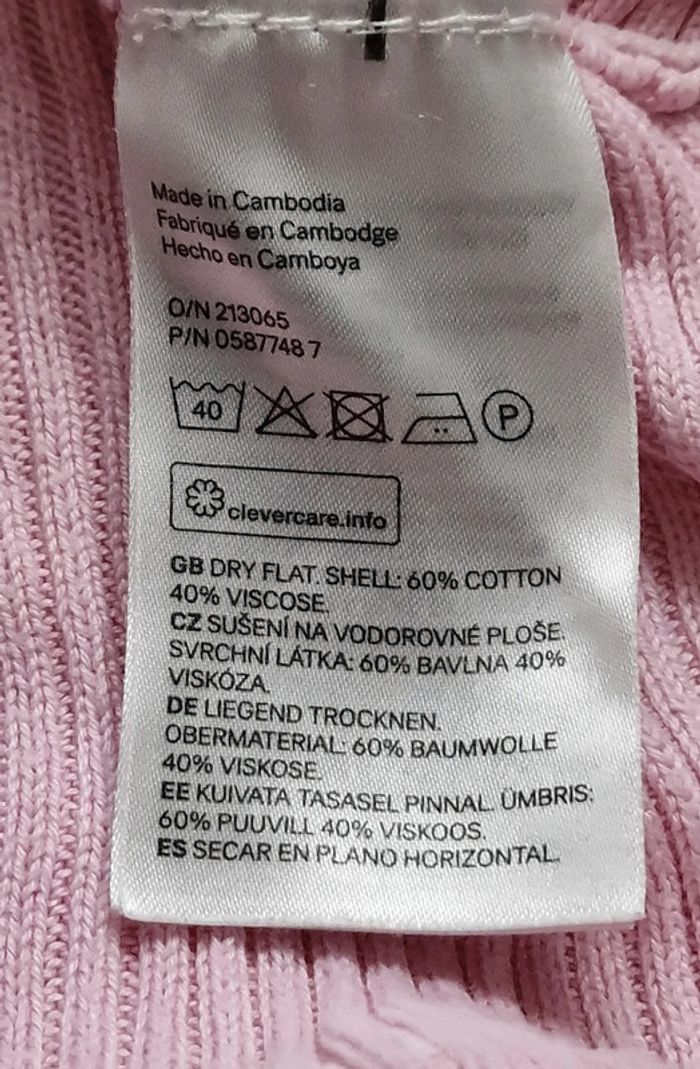 Made in Cambodia
Fabriqué en Cambodge
Hecho en Camboya
O/N 213065
P/N 0587748 7
40 P
clevercare.info
GB DRY FLAT. SHELL: 60% COTTON
40% VISCOSE.
CZ SUŠENÍ NA VODOROVNÉ PLOŠE.
SVRCHNÍ LÁTKA: 60% BAVLNA 40%
VISKÓZA.
DE LIEGEND TROCKNEN.
OBERMATERIAL: 60% BAUMWOLLE
40% VISKOSE.
EE KUIVATA TASASEL PINNAL. ÜMBRIS:
60% PUUVILL 40% VISKOOS.
ES SECAR EN PLANO HORIZONTAL.